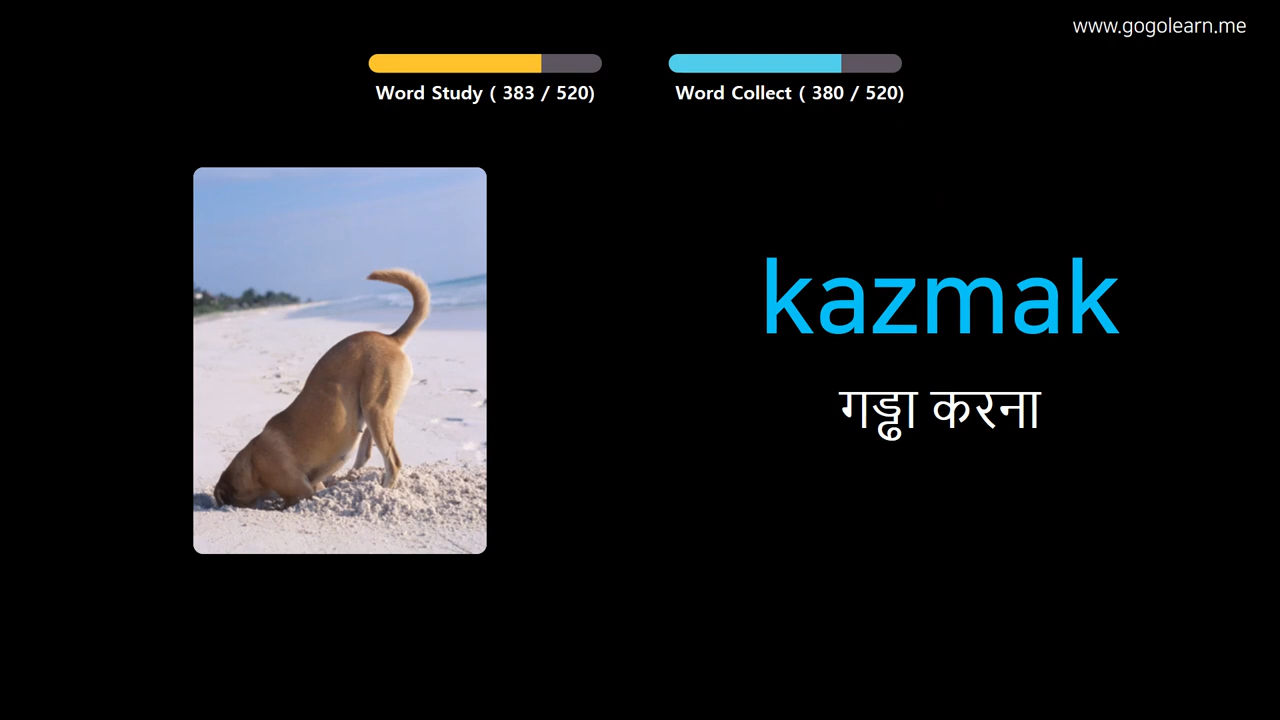 www.gogolearn.me
Word Study ( 383 / 520)
Word Collect ( 380 / 520)
kazmak
गड्ढा करना